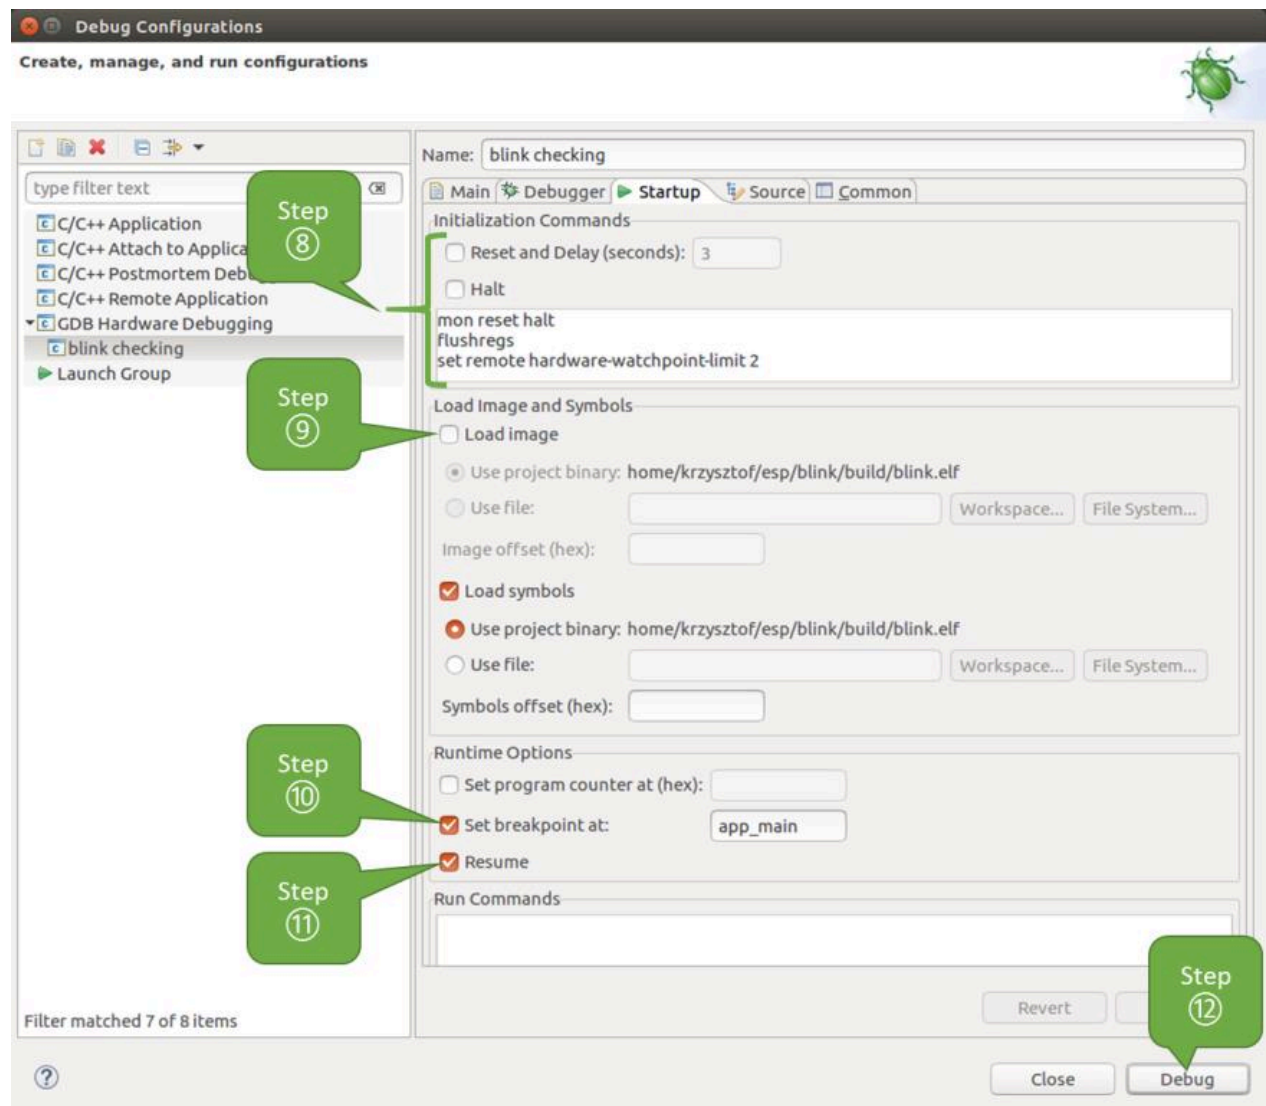 Debug Configurations
Create, manage, and run configurations
type filter text
C/C++ Application
C/C++ Attach to Applica
C/C++ Postmortem Deb
C/C++ Remote Application
GDB Hardware Debugging
blink checking
Launch Group
Filter matched 7 of 8 items
Step
⑧
Step
⑨
Step
⑩
Step
⑪
Name: blink checking
Main Debugger Startup Source Common
Initialization Commands
Reset and Delay (seconds): 3
Halt
mon reset halt
flushregs
set remote hardware-watchpoint-limit 2
Load Image and Symbols
Load image
Use project binary: home/krzysztof/esp/blink/build/blink.elf
Use file: Workspace... File System...
Image offset (hex):
Load symbols
Use project binary: home/krzysztof/esp/blink/build/blink.elf
Use file: Workspace... File System...
Symbols offset (hex):
Runtime Options
Set program counter at (hex):
Set breakpoint at: app_main
Resume
Run Commands
Step
⑫
Revert
Close Debug